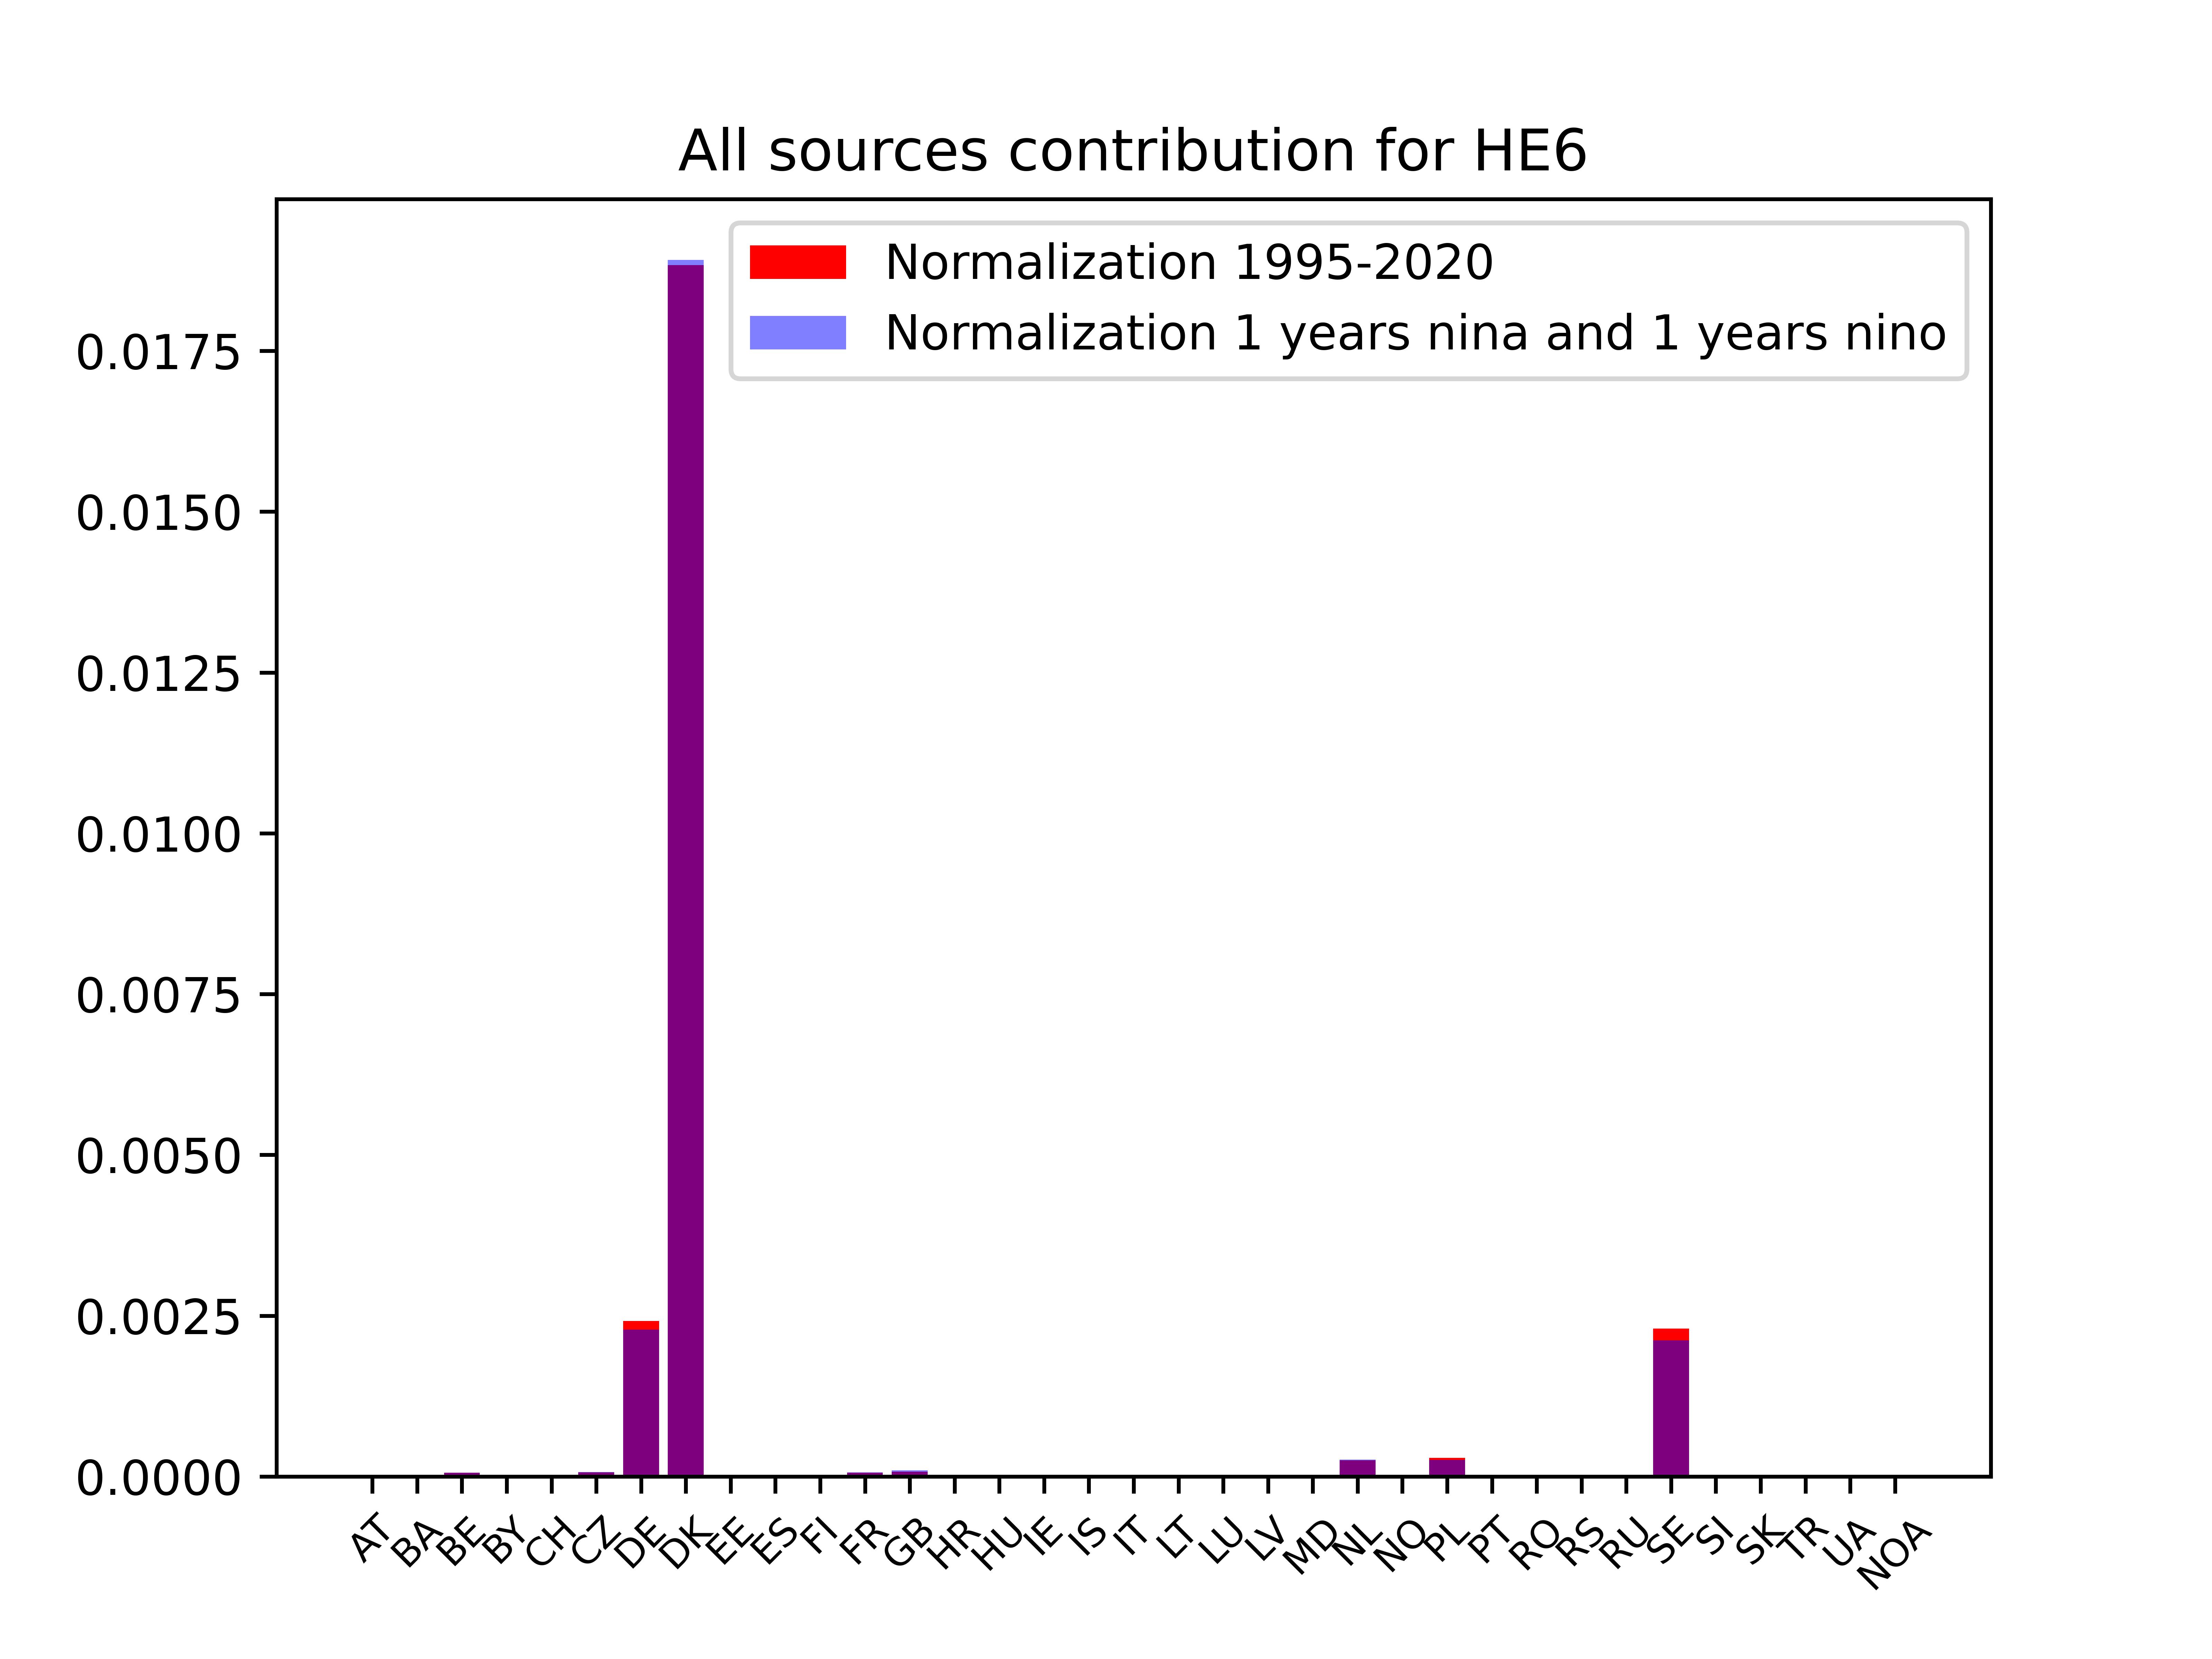 All sources contribution for HE6
Normalization 1995-2020
Normalization 1 years nina and 1 years nino
0.0175
0.0150
0.0125
0.0100
0.0075
0.0050
0.0025
0.0000
AT BA BE BY CH CZ DE DK EE ES FI FR GB HR HU IE IS IT LT LU LV MD NL NO PL PT RO RS RU SE SI SK TR UA NOA